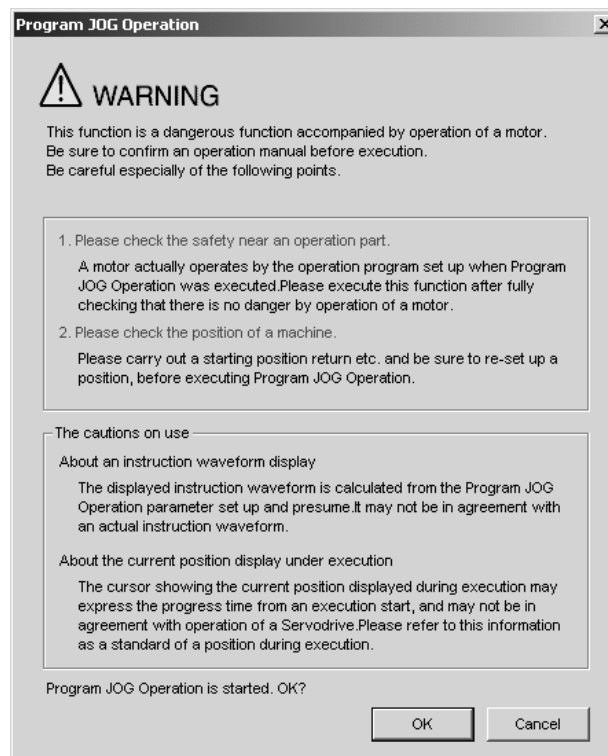 Program JOG Operation
WARNING
This function is a dangerous function accompanied by operation of a motor.
Be sure to confirm an operation manual before execution.
Be careful especially of the following points.
1. Please check the safety near an operation part.
A motor actually operates by the operation program set up when Program
JOG Operation was executed.Please execute this function after fully
checking that there is no danger by operation of a motor.
2. Please check the position of a machine.
Please carry out a starting position return etc. and be sure to re-set up a
position, before executing Program JOG Operation.
The cautions on use
About an instruction waveform display
The displayed instruction waveform is calculated from the Program JOG
Operation parameter set up and presume.It may not be in agreement with
an actual instruction waveform.
About the current position display under execution
The cursor showing the current position displayed during execution may
express the progress time from an execution start, and may not be in
agreement with operation of a Servodrive.Please refer to this information
as a standard of a position during execution.
Program JOG Operation is started. OK?
OK
Cancel